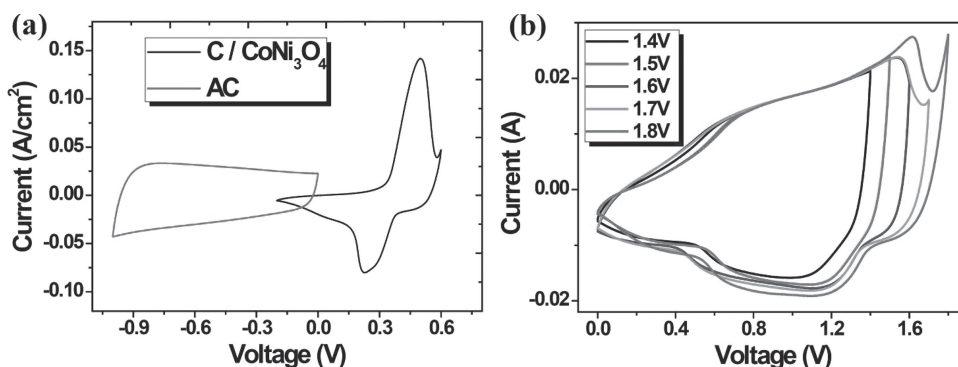 (a)
C / CoNi₃O₄
AC
Current (A/cm²)
0.15
0.10
0.05
0.00
-0.05
-0.10
-0.9
-0.6
-0.3
0.0
0.3
0.6
Voltage (V)
(b)
1.4V
1.5V
1.6V
1.7V
1.8V
Current (A)
0.02
0.00
-0.02
0.0
0.4
0.8
1.2
1.6
Voltage (V)